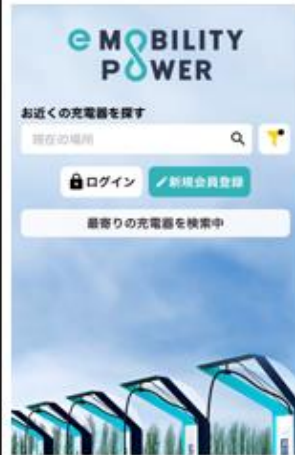 e MOBILITY
POWER
お近くの充電器を探す
現在の場所
ログイン
新規会員登録
最寄りの充電器を検索中